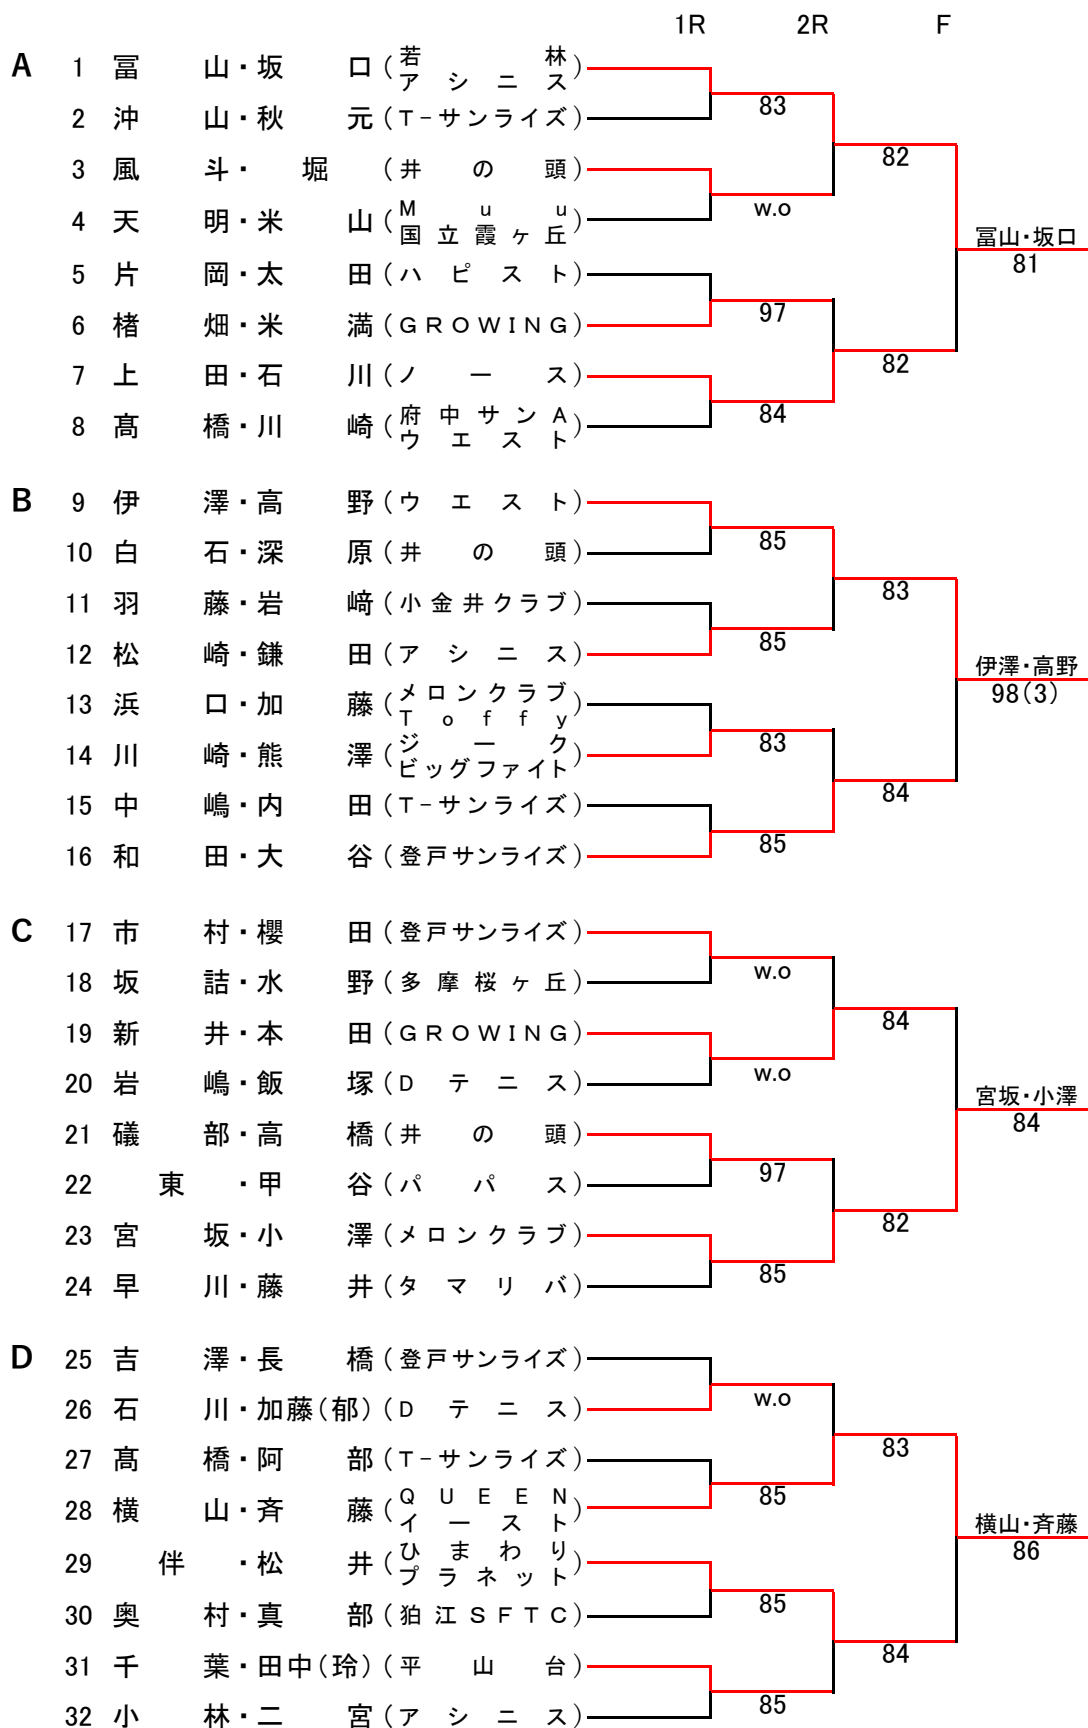 1R 2R F
A 1 冨山・坂口(若林 アシニス)
83
2 沖山・秋元(T-サンライズ)
82
3 風斗・堀(井の頭)
w.o
4 天明・米山(Muu 国立霞ヶ丘)
冨山・坂口
81
5 片岡・太田(ハピスト)
97
6 楮畑・米満(GROWING)
82
7 上田・石川(ノース)
84
8 髙橋・川崎(府中サンA ウエスト)
B 9 伊澤・高野(ウエスト)
85
10 白石・深原(井の頭)
83
11 羽藤・岩﨑(小金井クラブ)
85
12 松崎・鎌田(アシニス)
伊澤・高野
98(3)
13 浜口・加藤(メロンクラブ Toffy)
83
14 川崎・熊澤(ジーク ビッグファイト)
84
15 中嶋・内田(T-サンライズ)
85
16 和田・大谷(登戸サンライズ)
C 17 市村・櫻田(登戸サンライズ)
w.o
18 坂詰・水野(多摩桜ヶ丘)
84
19 新井・本田(GROWING)
w.o
20 岩嶋・飯塚(Dテニス)
宮坂・小澤
84
21 礒部・高橋(井の頭)
97
22 東・甲谷(パパス)
82
23 宮坂・小澤(メロンクラブ)
85
24 早川・藤井(タマリバ)
D 25 吉澤・長橋(登戸サンライズ)
w.o
26 石川・加藤(郁)(Dテニス)
83
27 髙橋・阿部(T-サンライズ)
85
28 横山・斉藤(QUEEN イースト)
横山・斉藤
86
29 伴・松井(ひまわり プラネット)
85
30 奥村・真部(狛江SFTC)
84
31 千葉・田中(玲)(平山台)
85
32 小林・二宮(アシニス)